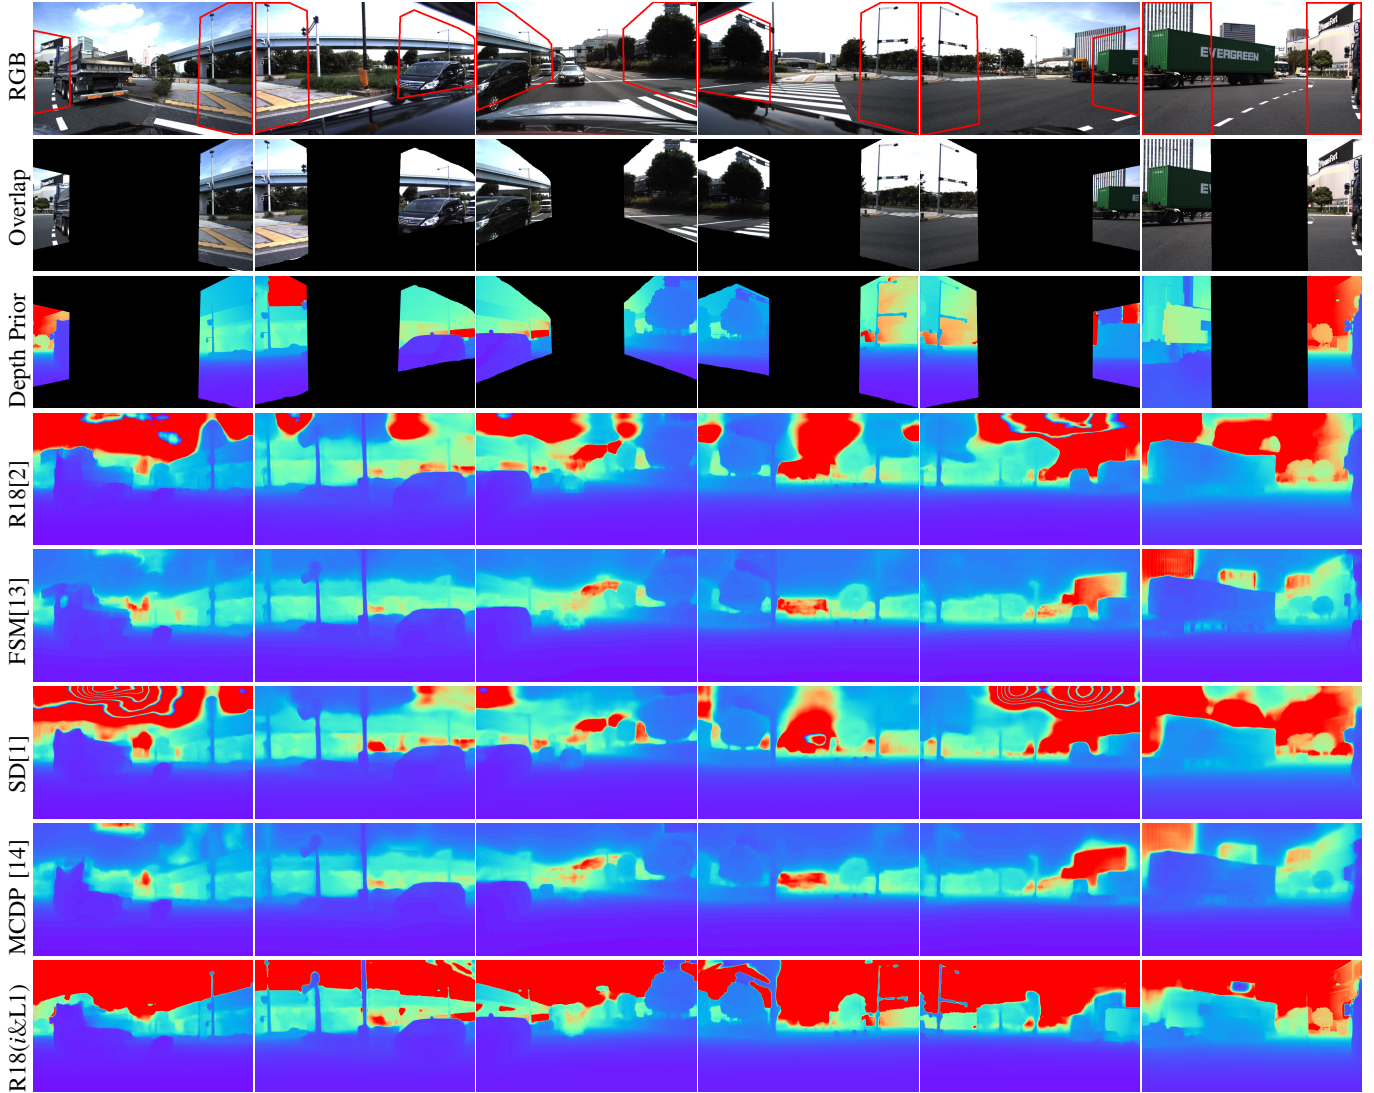 RGB
EVERGREEN
Overlap
E
Depth Prior
R18[2]
FSM[13]
SD[1]
MCDP [14]
R18(i&L1)